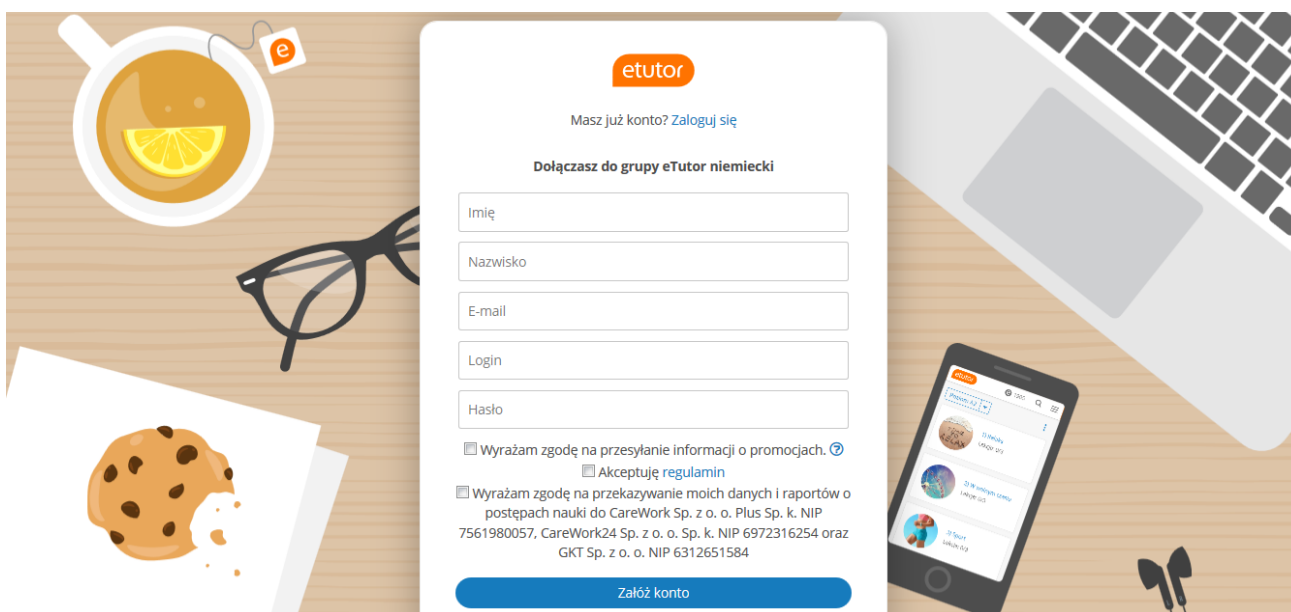 etutor
Masz już konto? Zaloguj się
Dołączasz do grupy eTutor niemiecki
Imię
Nazwisko
E-mail
Login
Hasło
Wyrażam zgodę na przesyłanie informacji o promocjach. ?
Akceptuję regulamin
Wyrażam zgodę na przekazywanie moich danych i raportów o
postępach nauki do CareWork Sp. z o. o. Plus Sp. k. NIP
7561980057, CareWork24 Sp. z o. o. Sp. k. NIP 6972316254 oraz
GKT Sp. z o. o. NIP 6312651584
Załóż konto
e
etutor